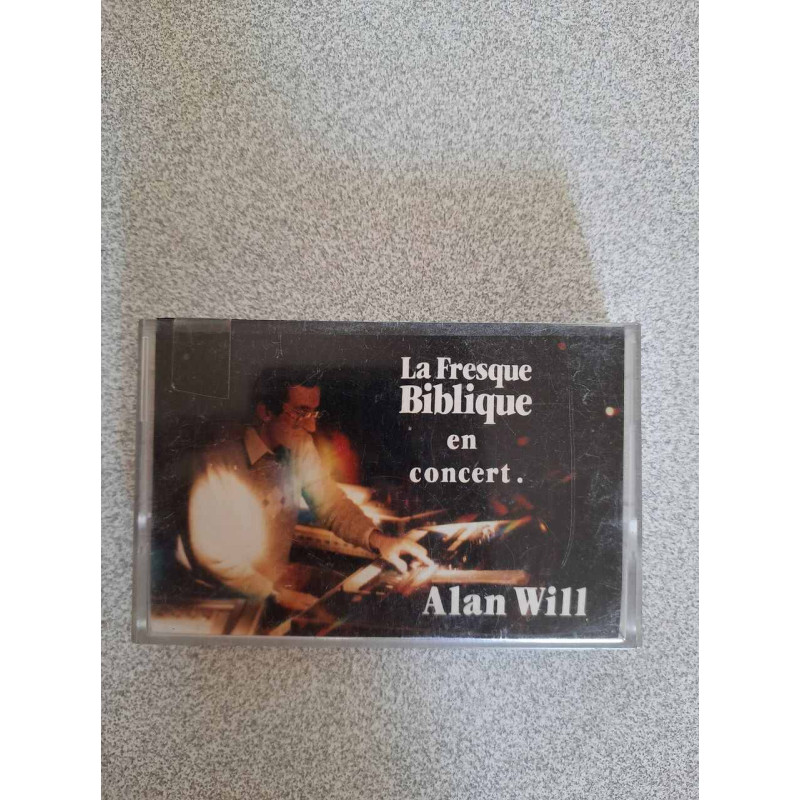 La Fresque
Biblique
en
concert.
Alan Will